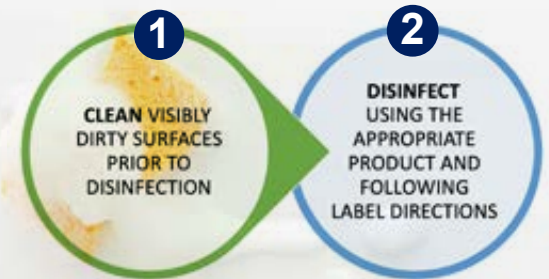 1
CLEAN VISIBLY
DIRTY SURFACES
PRIOR TO
DISINFECTION
2
DISINFECT
USING THE
APPROPRIATE
PRODUCT AND
FOLLOWING
LABEL DIRECTIONS